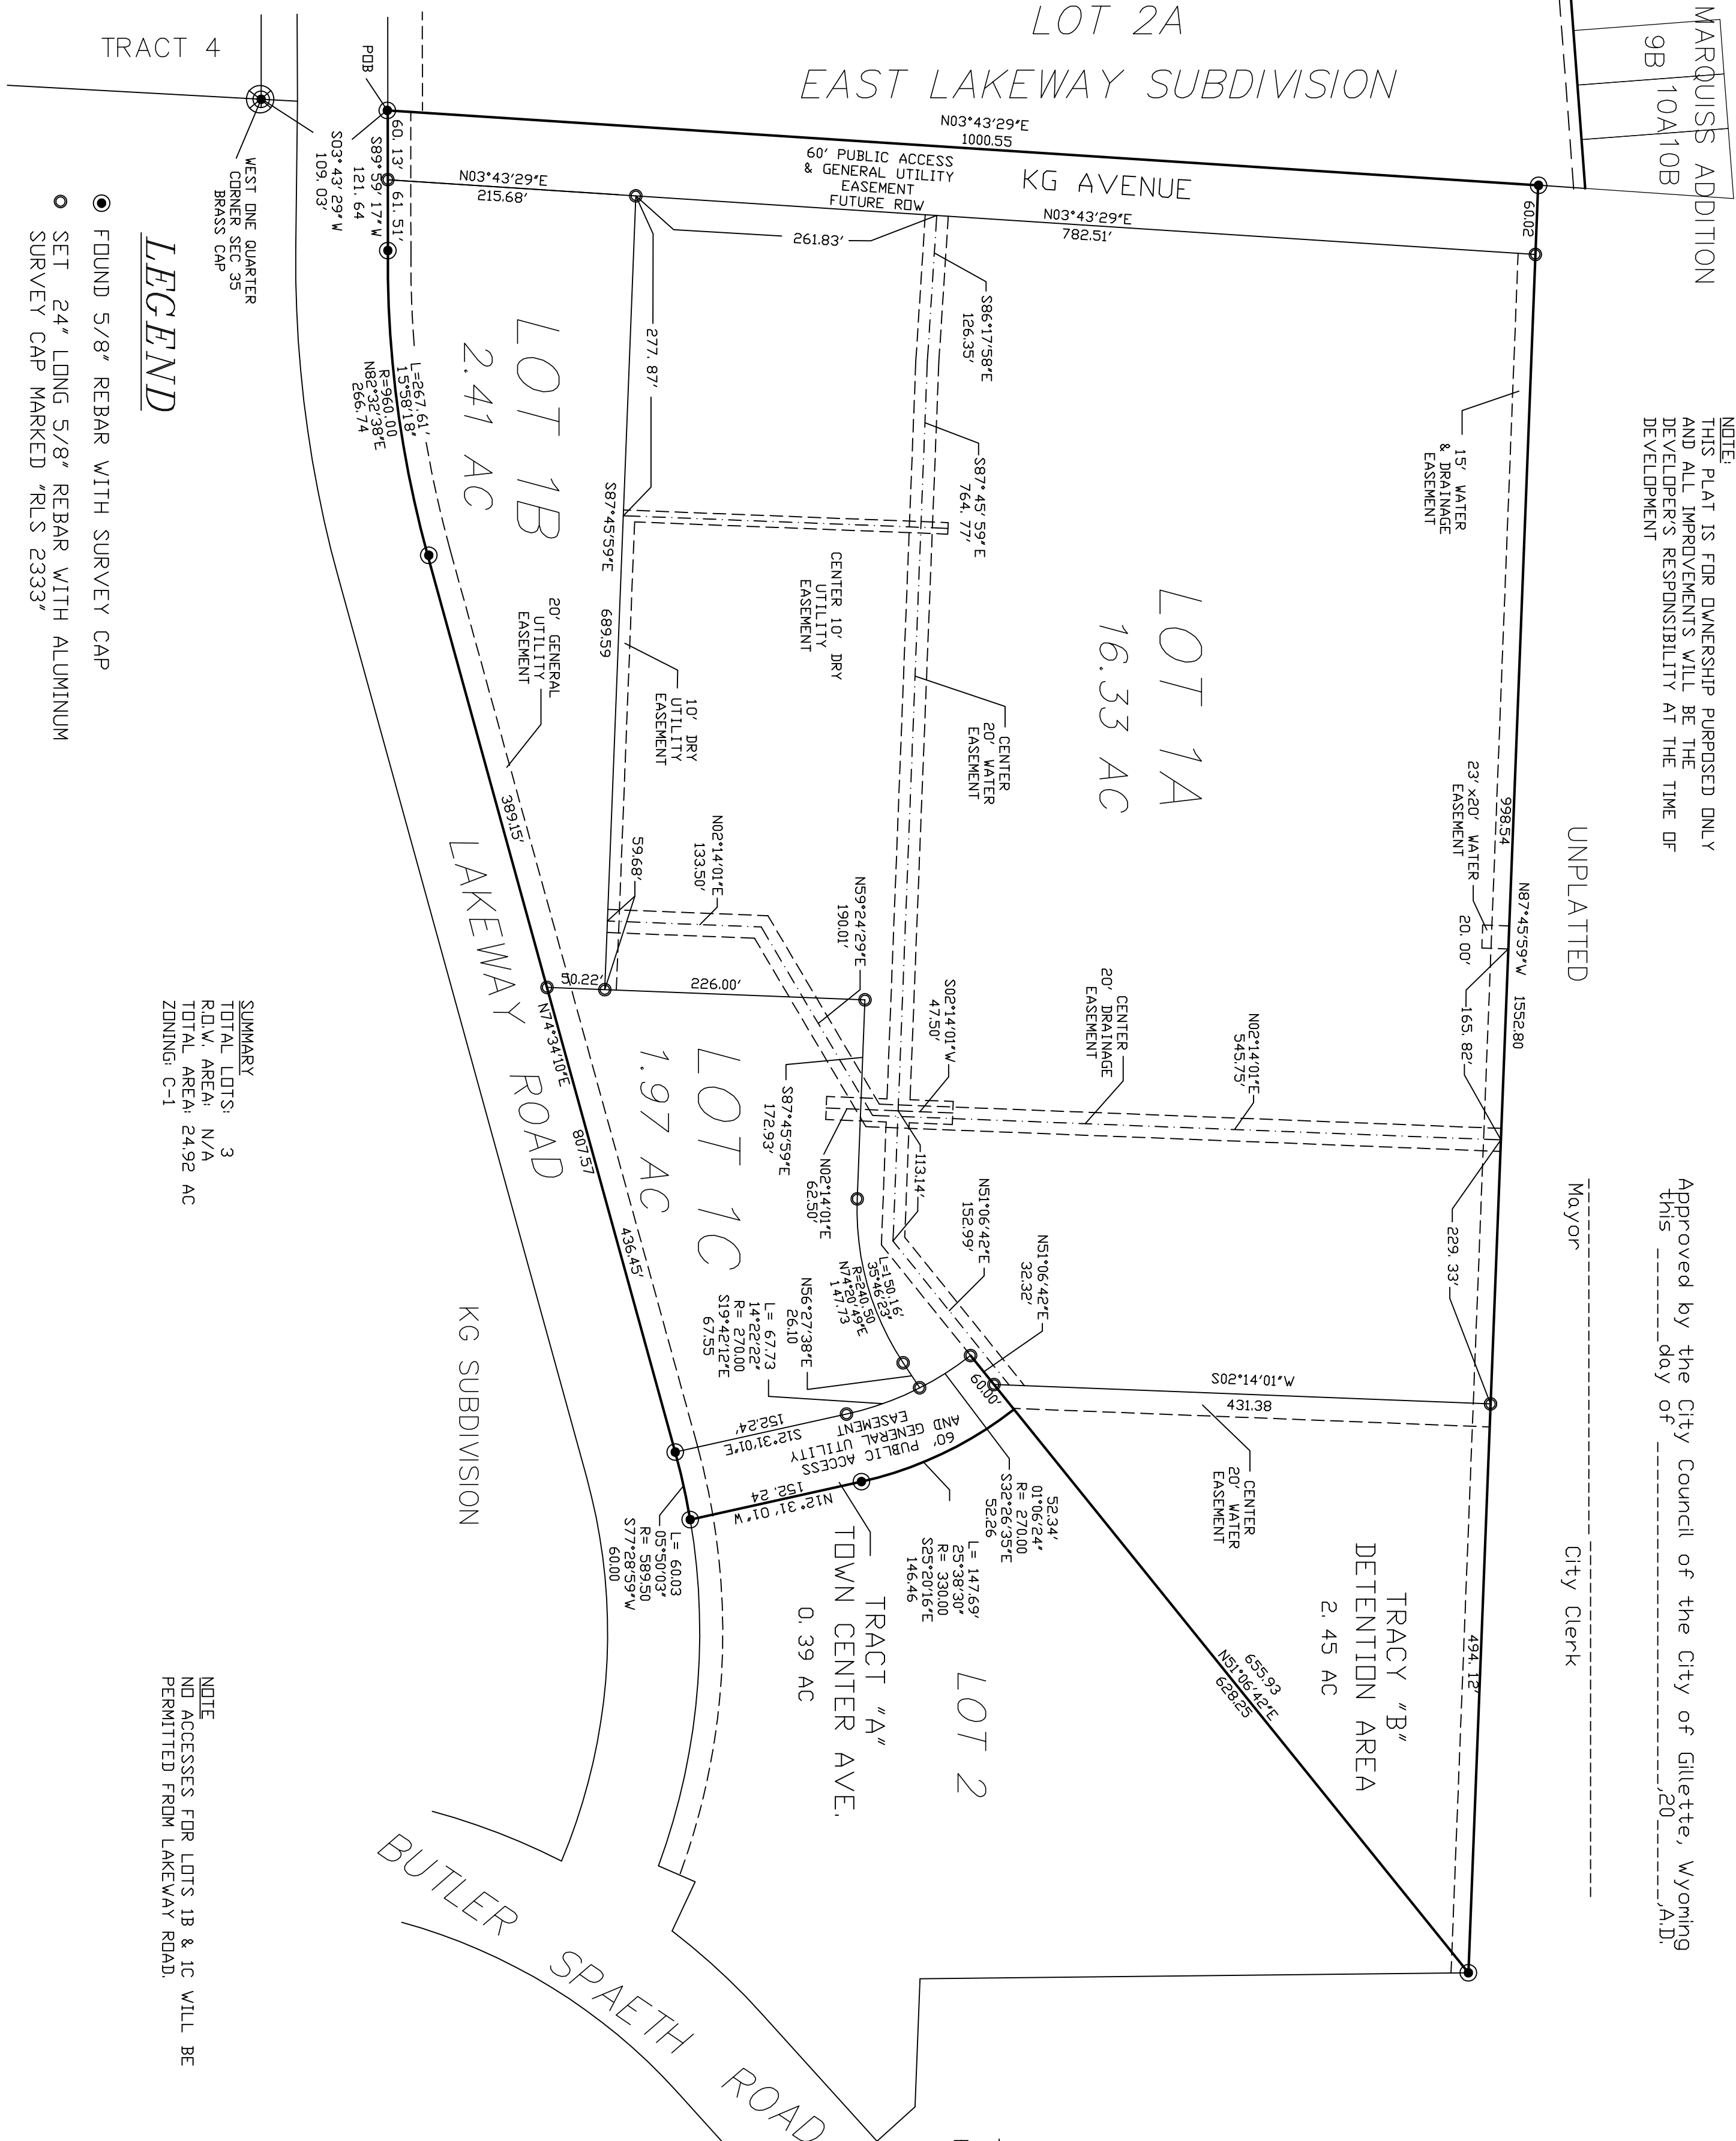 MARQUISS ADDITION
9B
10A
10B
LOT 2A
EAST LAKEWAY SUBDIVISION
TRACT 4
POB
NOTE:
THIS PLAT IS FOR OWNERSHIP PURPOSED ONLY
AND ALL IMPROVEMENTS WILL BE THE
DEVELOPER'S RESPONSIBILITY AT THE TIME OF
DEVELOPMENT
UNPLATTED
Approved by the City Council of the City of Gillette, Wyoming
this ________ day of ________________,20______,A.D.
Mayor
City Clerk
N03°43'29"E
1000.55
60' PUBLIC ACCESS
& GENERAL UTILITY
EASEMENT
FUTURE ROW
KG AVENUE
N03°43'29"E
215.68'
N03°43'29"E
782.51'
60.02
261.83'
60.13'
61.51'
S89°59'17"W
121.64
S03°43'29"W
109.03'
WEST ONE QUARTER
CORNER SEC 35
BRASS CAP
277.87'
S86°17'58"E
126.35'
S87°45'59"E
764.77'
15' WATER
& DRAINAGE
EASEMENT
998.54
N87°45'59"W
1552.80
23'x20' WATER
EASEMENT
20.00'
165.82'
229.33'
494.12'
LOT 1B
2.41 AC
L=267.61'
15°58'18"
R=960.00
N82°32'38"E
266.74
S87°45'59"E
689.59
CENTER 10' DRY
UTILITY
EASEMENT
LOT 1A
16.33 AC
20' GENERAL
UTILITY
EASEMENT
10' DRY
UTILITY
EASEMENT
CENTER
20' WATER
EASEMENT
389.15'
59.68'
N02°14'01"E
133.50'
N59°24'29"E
190.01'
S02°14'01"W
47.50'
CENTER
20' DRAINAGE
EASEMENT
N02°14'01"E
545.75'
50.22'
226.00'
LAKEWAY ROAD
N74°34'10"E
807.57
436.45'
LOT 1C
1.97 AC
S87°45'59"E
172.93'
N02°14'01"E
62.50'
113.14'
N51°06'42"E
152.99'
N51°06'42"E
32.32'
L=150.16'
35°46'23"
R=240.50
N74°20'49"E
147.73
N56°27'38"E
26.10
L= 67.73
14°22'22"
R= 270.00
S19°42'12"E
67.55
60.00'
S02°14'01"W
431.38
CENTER
20' WATER
EASEMENT
S12°31'01"E
152.24'
60' PUBLIC ACCESS
AND GENERAL UTILITY
EASEMENT
N12°31'01"W
152.24
52.34'
01°06'24"
R= 270.00
S32°26'35"E
52.26
L= 147.69'
25°38'30"
R= 330.00
S25°20'16"E
146.46
L= 60.03
05°50'03"
R= 589.50
S77°28'59"W
60.00
TRACT "A"
TOWN CENTER AVE.
0.39 AC
LOT 2
TRACY "B"
DETENTION AREA
2.45 AC
655.93
N51°06'42"E
628.25
KG SUBDIVISION
BUTLER SPAETH ROAD
LEGEND
FOUND 5/8" REBAR WITH SURVEY CAP
SET 24" LONG 5/8" REBAR WITH ALUMINUM
SURVEY CAP MARKED "RLS 2333"
SUMMARY
TOTAL LOTS: 3
R.O.W. AREA: N/A
TOTAL AREA: 24.92 AC
ZONING: C-1
NOTE
NO ACCESSES FOR LOTS 1B & 1C WILL BE
PERMITTED FROM LAKEWAY ROAD.